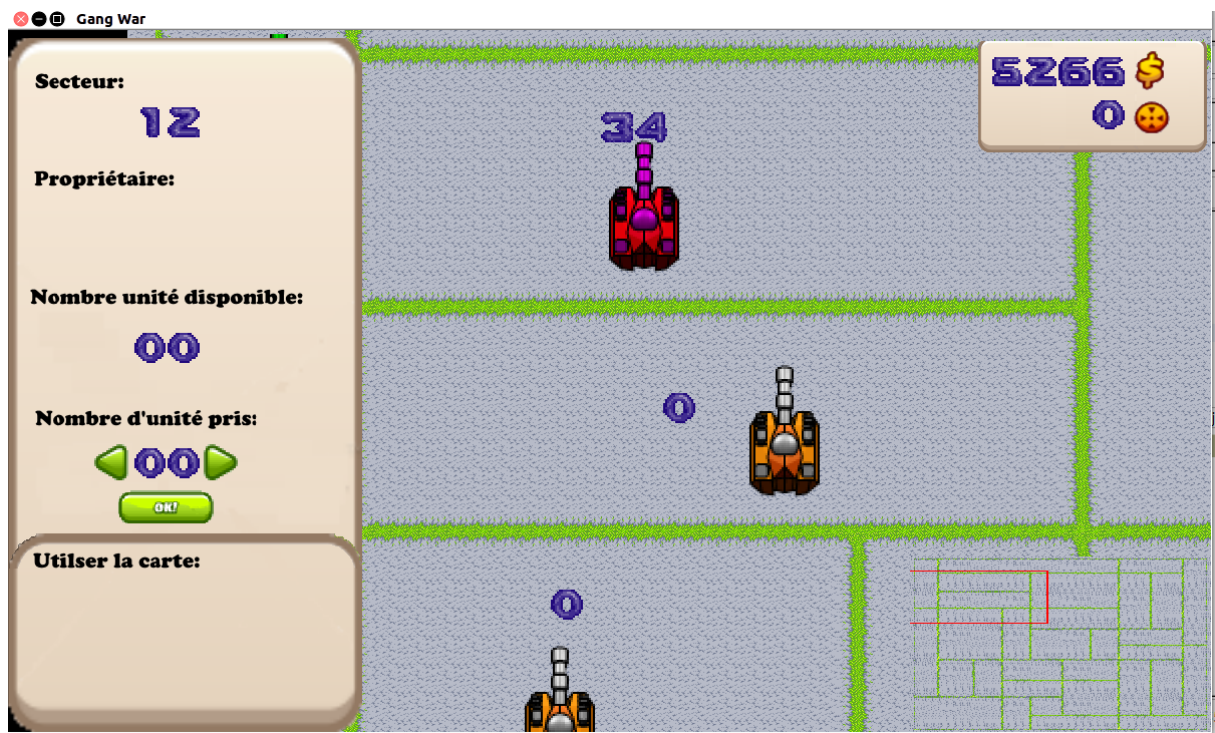 Gang War
Secteur:
12
Propriétaire:
Nombre unité disponible:
00
Nombre d'unité pris:
00
OK!
Utilser la carte:
34
0
0
5266 $
0